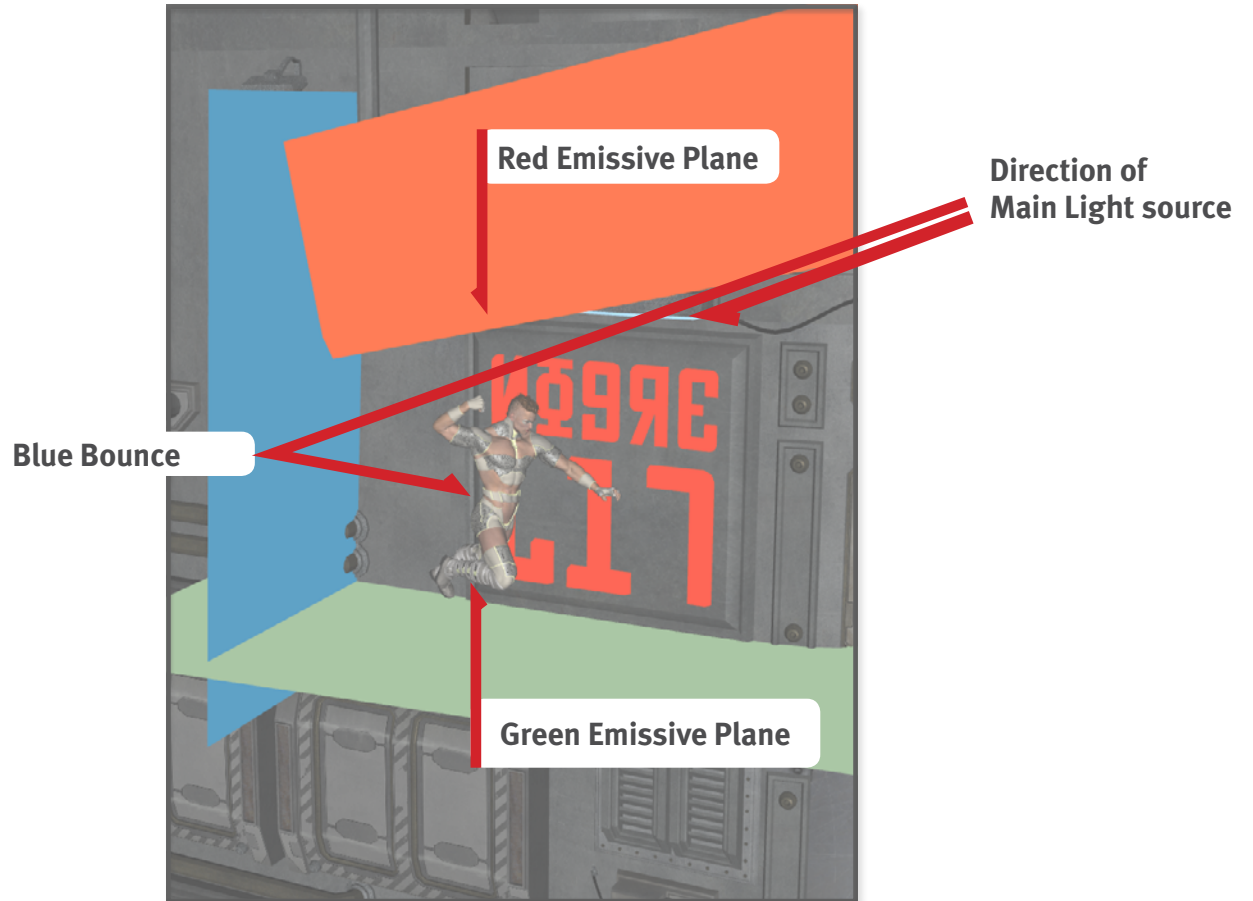 Red Emissive Plane
Direction of
Main Light source
Blue Bounce
Green Emissive Plane